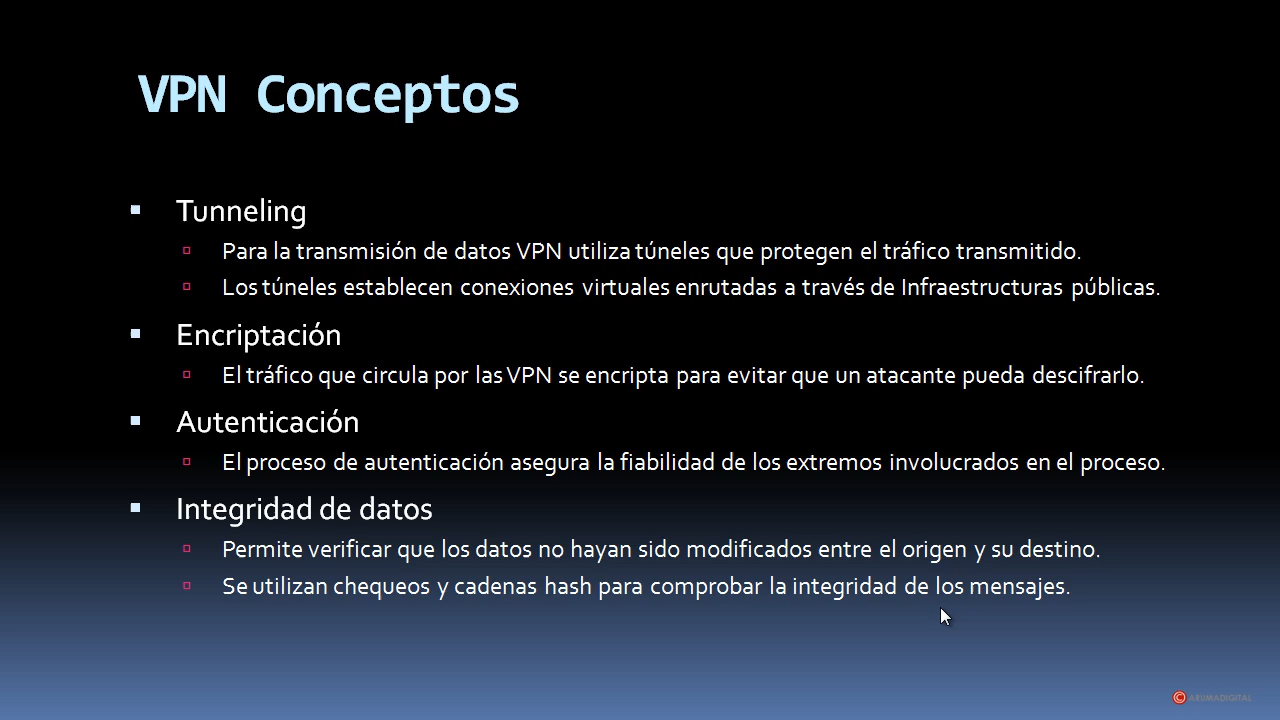 VPN Conceptos
Tunneling
Para la transmisión de datos VPN utiliza túneles que protegen el tráfico transmitido.
Los túneles establecen conexiones virtuales enrutadas a través de Infraestructuras públicas.
Encriptación
El tráfico que circula por las VPN se encripta para evitar que un atacante pueda descifrarlo.
Autenticación
El proceso de autenticación asegura la fiabilidad de los extremos involucrados en el proceso.
Integridad de datos
Permite verificar que los datos no hayan sido modificados entre el origen y su destino.
Se utilizan chequeos y cadenas hash para comprobar la integridad de los mensajes.
© ARUMADIGITAL